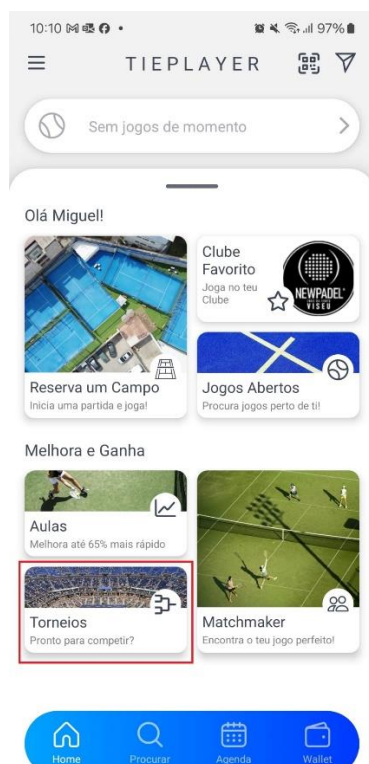 10:10
97%
TIEPLAYER
Sem jogos de momento
Olá Miguel!
Clube
Favorito
Joga no teu
Clube
NEWPADEL
VISEU
Reserva um Campo
Inicia uma partida e joga!
Jogos Abertos
Procura jogos perto de ti!
Melhora e Ganha
Aulas
Melhora até 65% mais rápido
Torneios
Pronto para competir?
Matchmaker
Encontra o teu jogo perfeito!
Home
Procurar
Agenda
Wallet